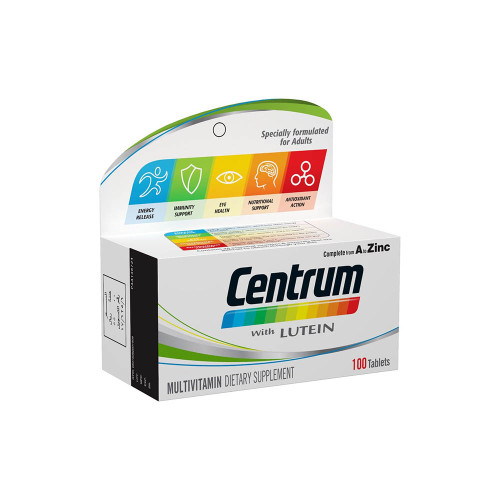 Specially formulated
for Adults
ENERGY
RELEASE
IMMUNITY
SUPPORT
EYE
HEALTH
NUTRITIONAL
SUPPORT
ANTIOXIDANT
ACTION
Complete from A to Zinc
Centrum
with LUTEIN
MULTIVITAMIN DIETARY SUPPLEMENT
100 Tablets